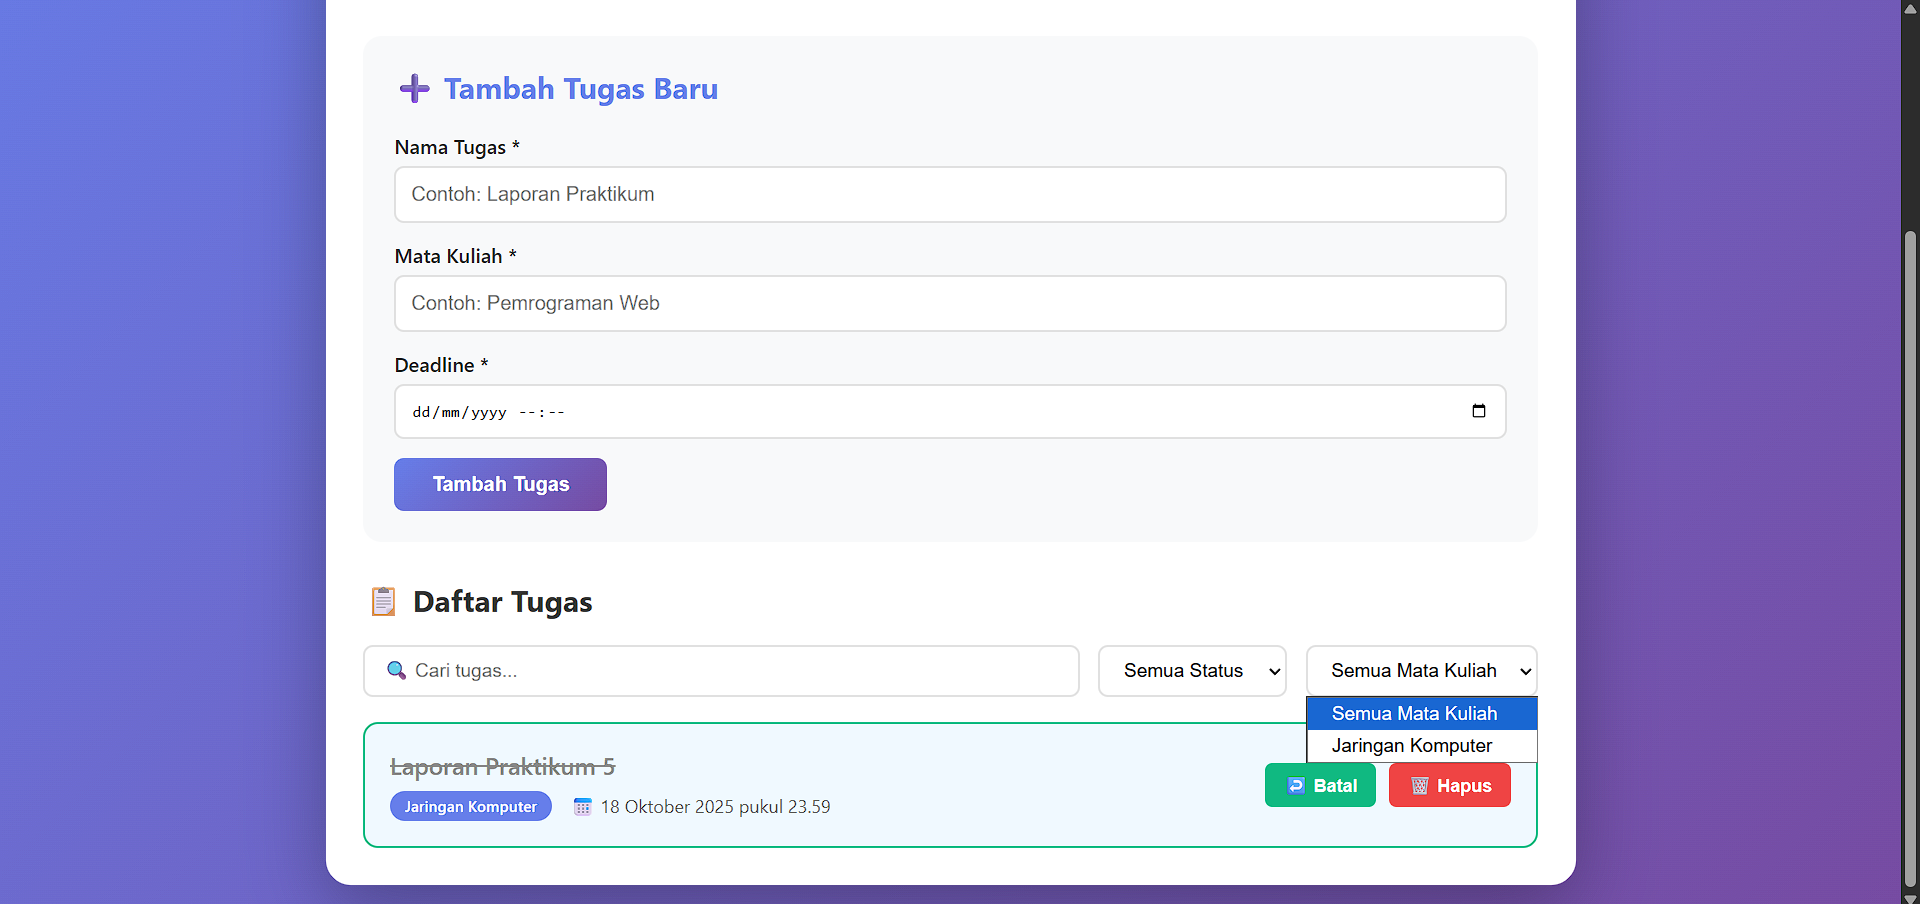 Tambah Tugas Baru
Nama Tugas *
Contoh: Laporan Praktikum
Mata Kuliah *
Contoh: Pemrograman Web
Deadline *
dd/mm/yyyy --:--
Tambah Tugas
Daftar Tugas
Cari tugas...
Semua Status
Semua Mata Kuliah
Semua Mata Kuliah
Jaringan Komputer
Laporan Praktikum 5
Jaringan Komputer
18 Oktober 2025 pukul 23.59
Batal
Hapus